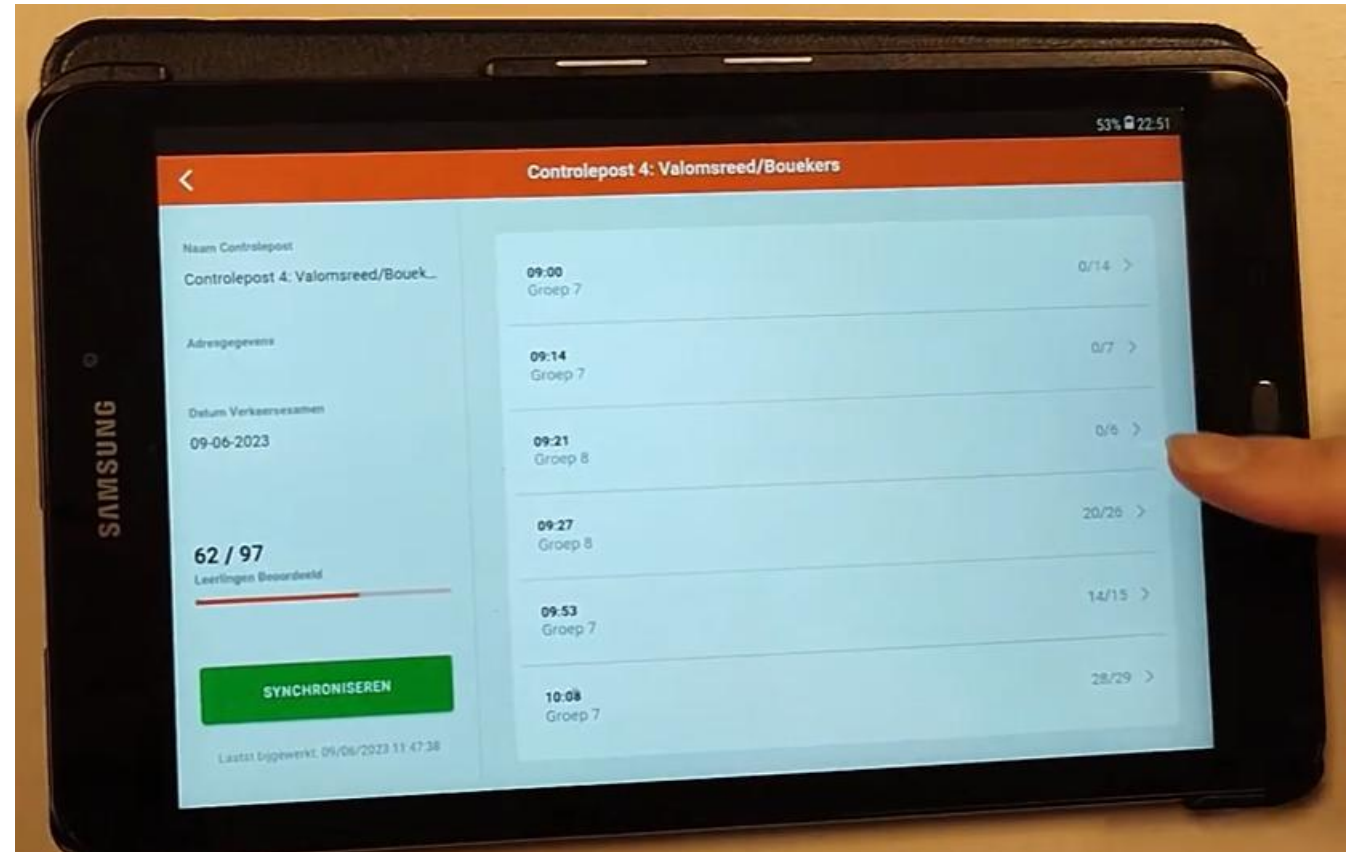 53% 22:51
Controlepost 4: Valomsreed/Bouekers
Naam Controlepost
Controlepost 4: Valomsreed/Bouek...
Adresgegevens
Datum Verkeersexamen
09-06-2023
62 / 97
Leerlingen Beoordeeld
SYNCHRONISEREN
Laatst bijgewerkt: 09/06/2023 11:47:38
09:00
Groep 7
0/14
09:14
Groep 7
0/7
09:21
Groep 8
0/6
09:27
Groep 8
20/26
09:53
Groep 7
14/15
10:08
Groep 7
28/29
SAMSUNG